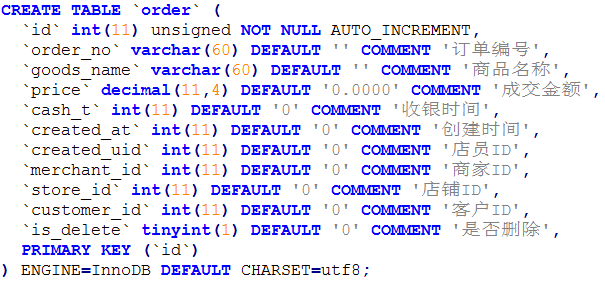 CREATE TABLE `order` (
`id` int(11) unsigned NOT NULL AUTO_INCREMENT,
`order_no` varchar(60) DEFAULT '' COMMENT '订单编号',
`goods_name` varchar(60) DEFAULT '' COMMENT '商品名称',
`price` decimal(11,4) DEFAULT '0.0000' COMMENT '成交金额',
`cash_t` int(11) DEFAULT '0' COMMENT '收银时间',
`created_at` int(11) DEFAULT '0' COMMENT '创建时间',
`created_uid` int(11) DEFAULT '0' COMMENT '店员ID',
`merchant_id` int(11) DEFAULT '0' COMMENT '商家ID',
`store_id` int(11) DEFAULT '0' COMMENT '店铺ID',
`customer_id` int(11) DEFAULT '0' COMMENT '客户ID',
`is_delete` tinyint(1) DEFAULT '0' COMMENT '是否删除',
PRIMARY KEY (`id`)
) ENGINE=InnoDB DEFAULT CHARSET=utf8;